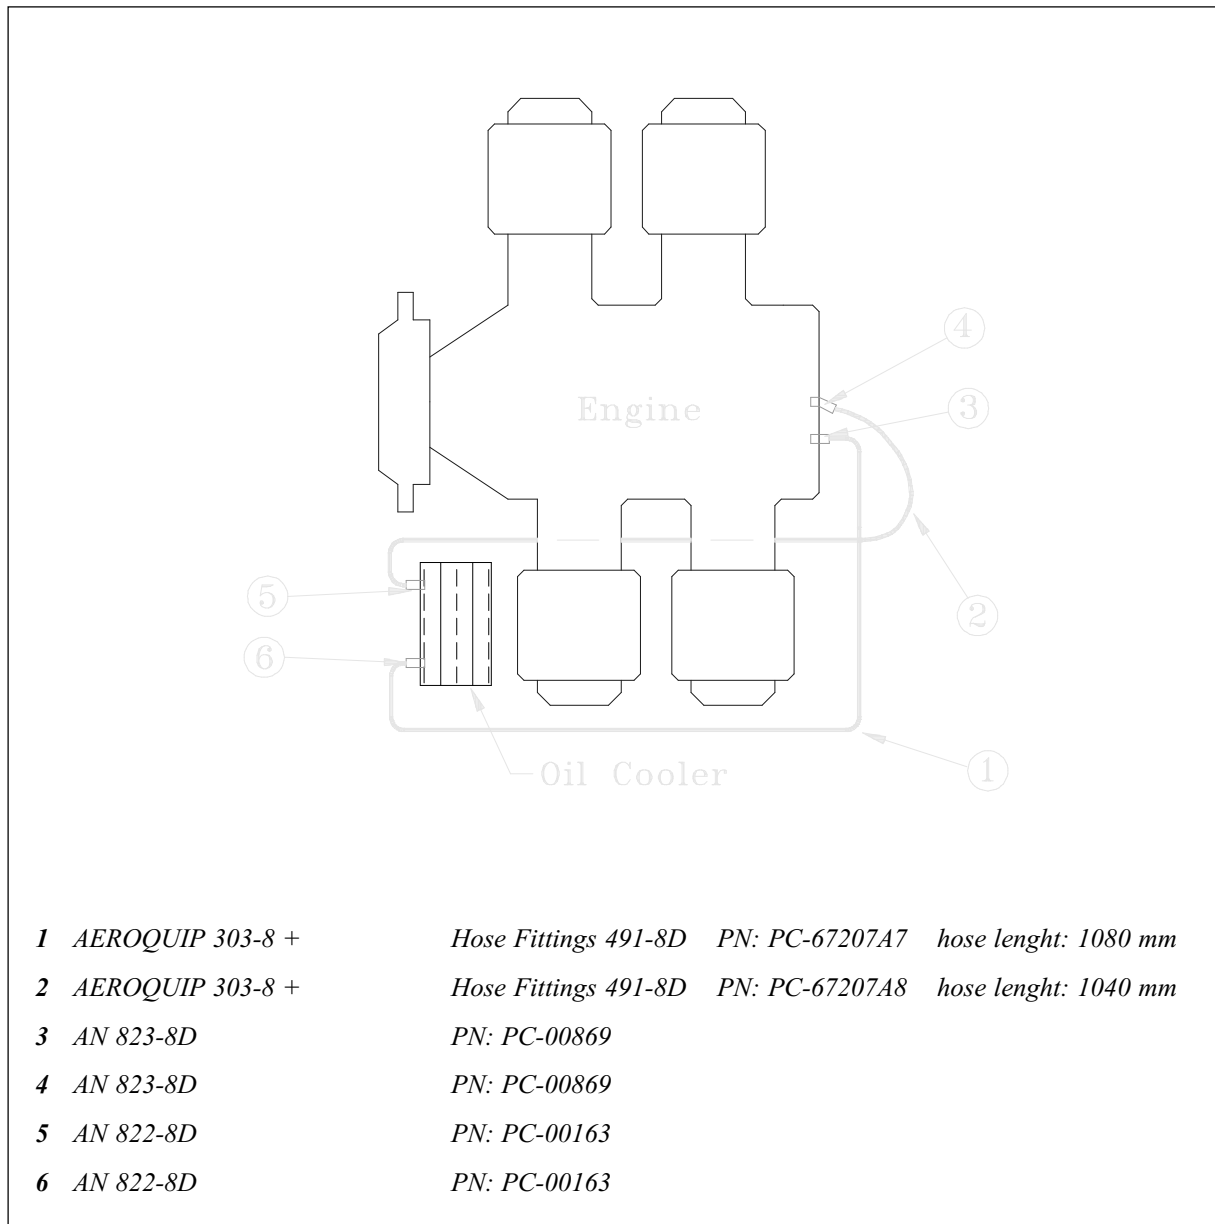 4
Engine
3
5
2
6
Oil Cooler
1
1 AEROQUIP 303-8 + Hose Fittings 491-8D PN: PC-67207A7 hose lenght: 1080 mm
2 AEROQUIP 303-8 + Hose Fittings 491-8D PN: PC-67207A8 hose lenght: 1040 mm
3 AN 823-8D PN: PC-00869
4 AN 823-8D PN: PC-00869
5 AN 822-8D PN: PC-00163
6 AN 822-8D PN: PC-00163